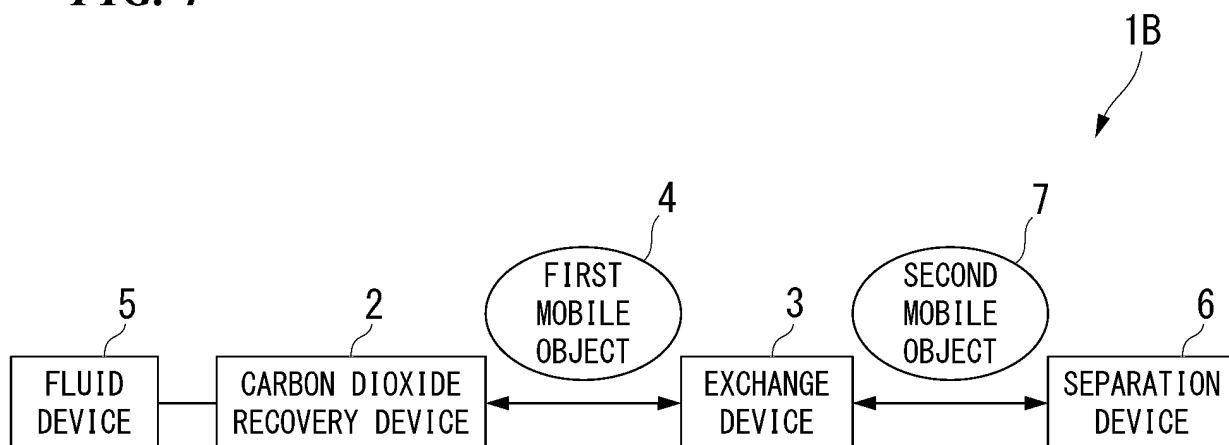 FIG.
1B
4
7
FIRST
MOBILE
OBJECT
SECOND
MOBILE
OBJECT
5
2
3
6
FLUID
DEVICE
CARBON DIOXIDE
RECOVERY DEVICE
EXCHANGE
DEVICE
SEPARATION
DEVICE